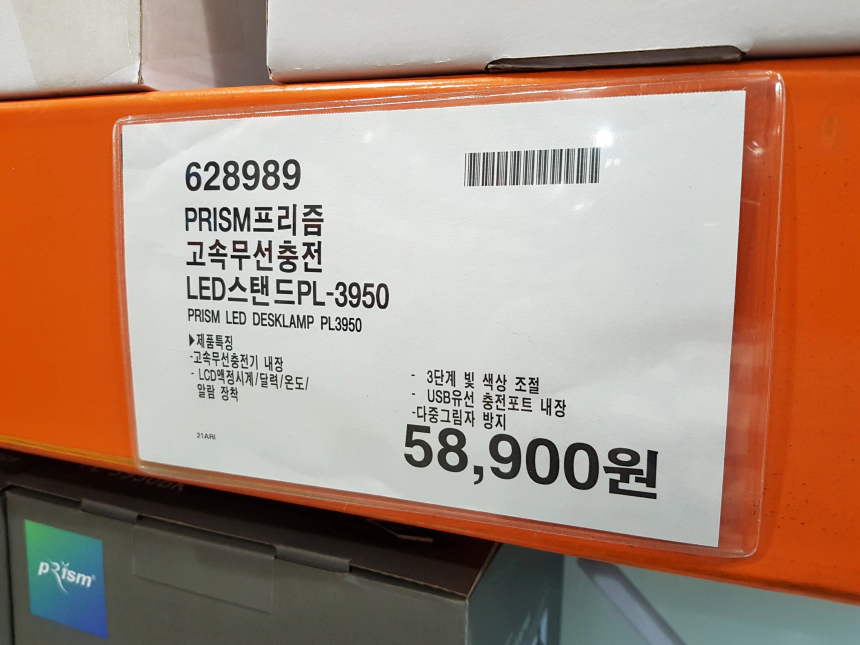 628989
PRISM프리즘
고속무선충전
LED스탠드PL-3950
PRISM LED DESKLAMP PL3950
▶제품특징
-고속무선충전기 내장
- LCD액정시계/달력/온도/
알람 장착
- 3단계 빛 색상 조절
- USB유선 충전포트 내장
-다중그림자 방지
21ARI
58,900원
prism